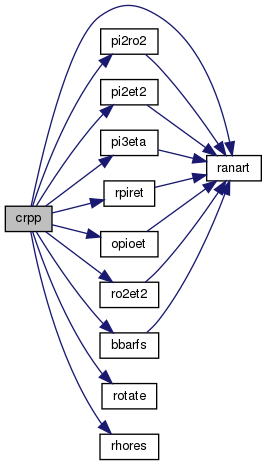 pi2ro2
pi2et2
pi3eta
ranart
rpiret
crpp
opioet
ro2et2
bbarfs
rotate
rhores